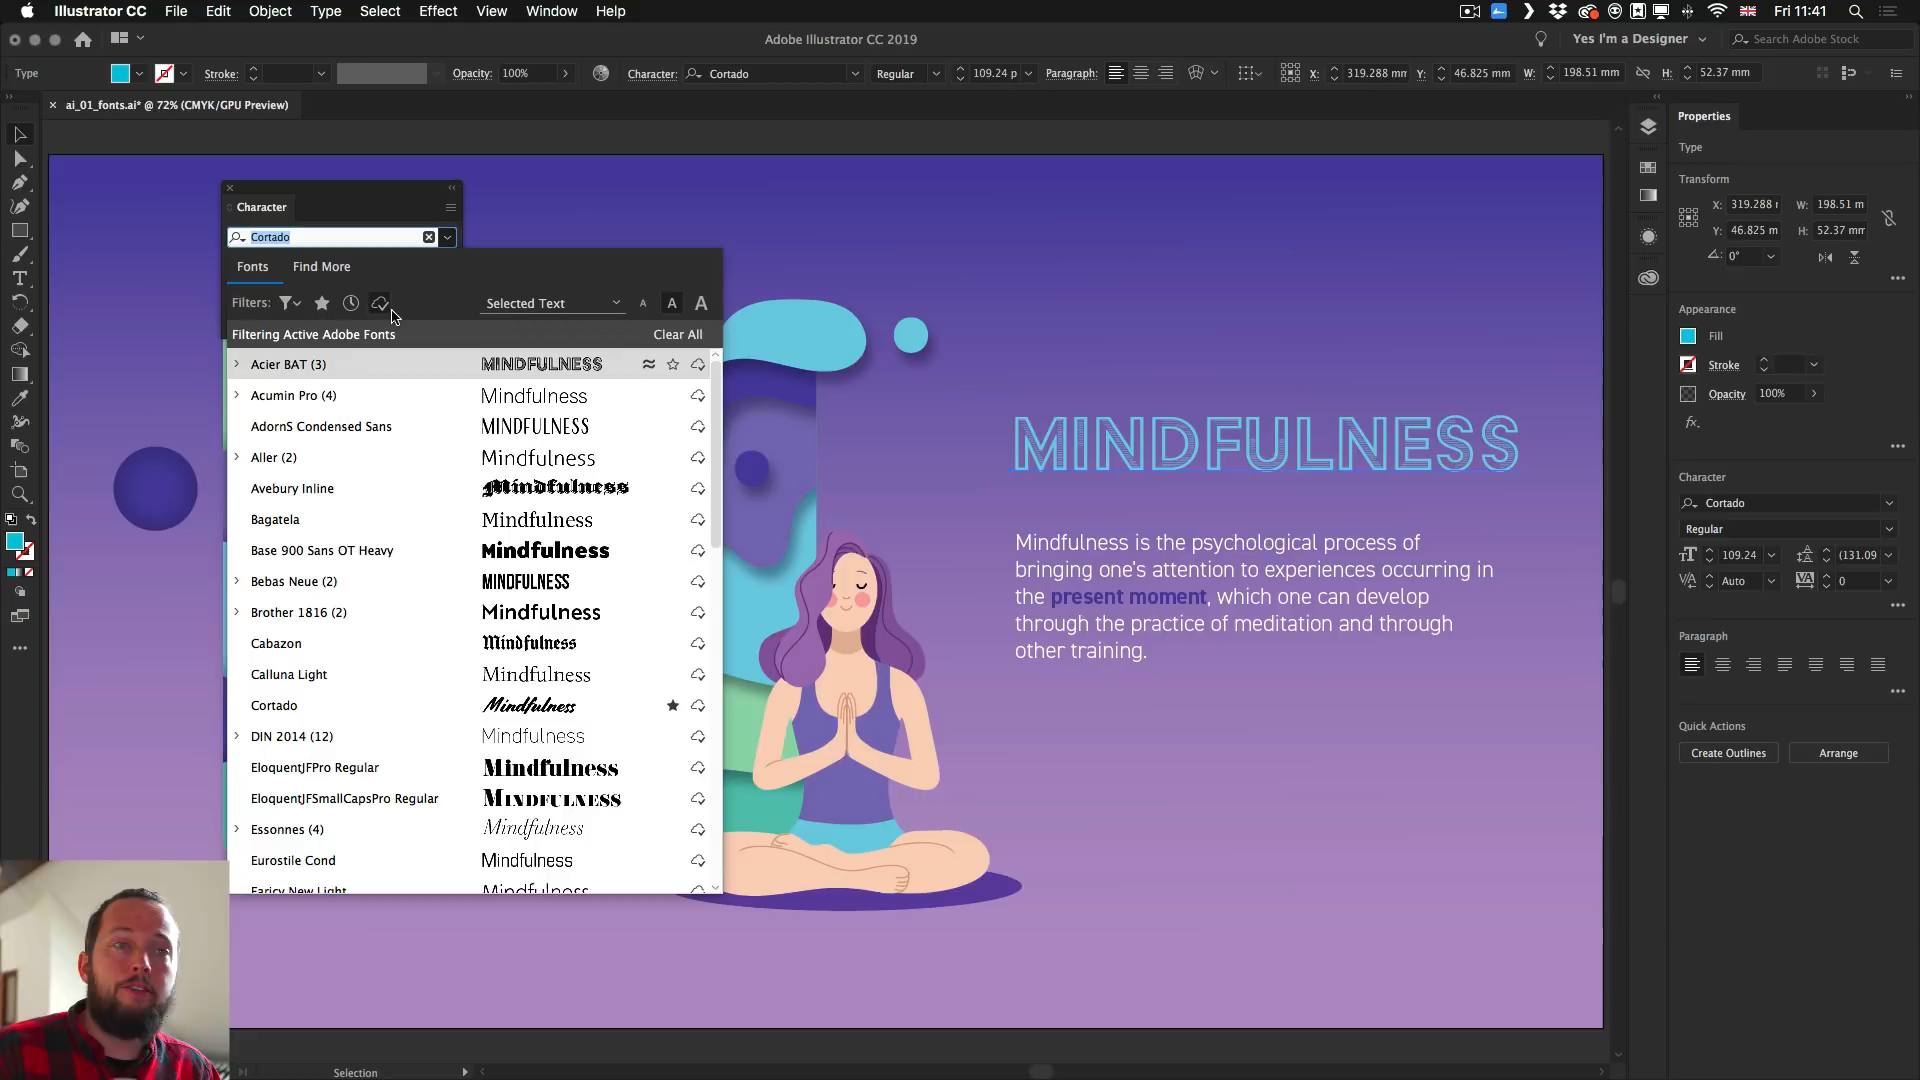 Illustrator CC File Edit Object Type Select Effect View Window Help
Fri 11:41
Adobe Illustrator CC 2019
Yes I'm a Designer
Search Adobe Stock
Type
Stroke:
Opacity: 100%
Character: Cortado
Regular
109.24 p
Paragraph:
X: 319.288 mm
Y: 46.825 mm
W: 198.51 mm
H: 52.37 mm
ai_01_fonts.ai* @ 72% (CMYK/GPU Preview)
Character
Cortado
Fonts Find More
Filters:
Selected Text
A A A
Filtering Active Adobe Fonts Clear All
Acier BAT (3) MINDFULNESS
Acumin Pro (4) Mindfulness
AdornS Condensed Sans MINDFULNESS
Aller (2) Mindfulness
Avebury Inline Mindfulness
Bagatela Mindfulness
Base 900 Sans OT Heavy Mindfulness
Bebas Neue (2) MINDFULNESS
Brother 1816 (2) Mindfulness
Cabazon Mindfulness
Calluna Light Mindfulness
Cortado Mindfulness
DIN 2014 (12) Mindfulness
EloquentJFPro Regular Mindfulness
EloquentJFSmallCapsPro Regular Mindfulness
Essonnes (4) Mindfulness
Eurostile Cond Mindfulness
Faricy New Light Mindfulness
MINDFULNESS
Mindfulness is the psychological process of
bringing one's attention to experiences occurring in
the present moment, which one can develop
through the practice of meditation and through
other training.
Properties
Type
Transform
X: 319.288 W: 198.51 mm
Y: 46.825 m H: 52.37 mm
0°
Appearance
Fill
Stroke
Opacity 100%
fx.
Character
Cortado
Regular
109.24 (131.09
Auto 0
Paragraph
Quick Actions
Create Outlines Arrange
Selection